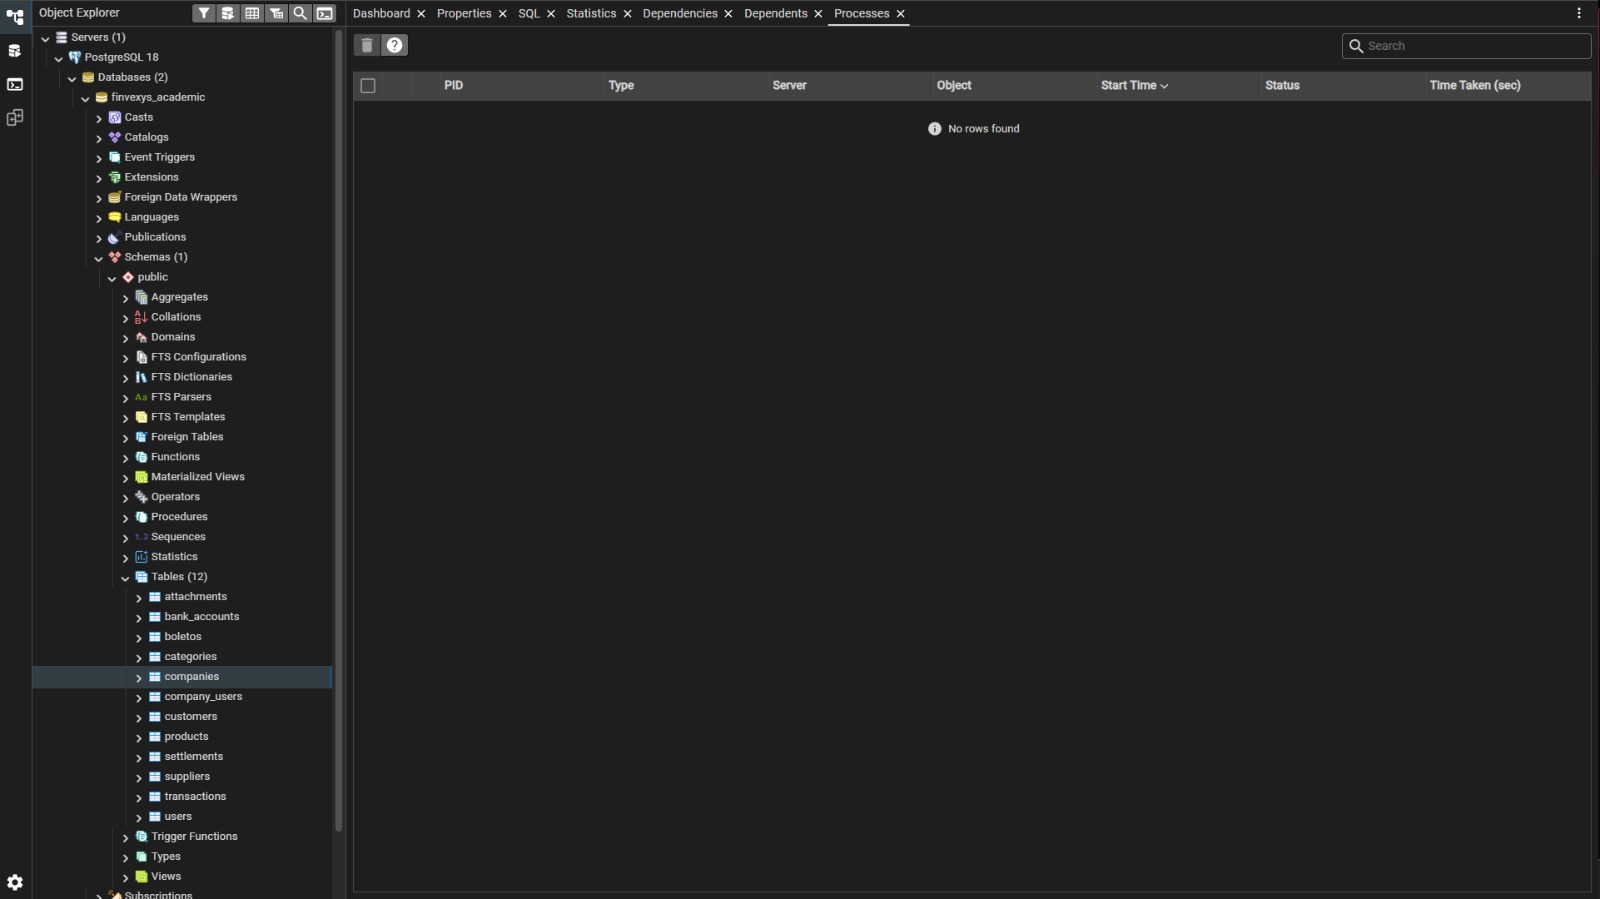 Object Explorer
Servers (1)
PostgreSQL 18
Databases (2)
finvexys_academic
Casts
Catalogs
Event Triggers
Extensions
Foreign Data Wrappers
Languages
Publications
Schemas (1)
public
Aggregates
Collations
Domains
FTS Configurations
FTS Dictionaries
Aa FTS Parsers
FTS Templates
Foreign Tables
Functions
Materialized Views
Operators
Procedures
1..3 Sequences
Statistics
Tables (12)
attachments
bank_accounts
boletos
categories
companies
company_users
customers
products
settlements
suppliers
transactions
users
Trigger Functions
Types
Views
Subscriptions
Dashboard Properties SQL Statistics Dependencies Dependents Processes
Search
PID Type Server Object Start Time Status Time Taken (sec)
No rows found